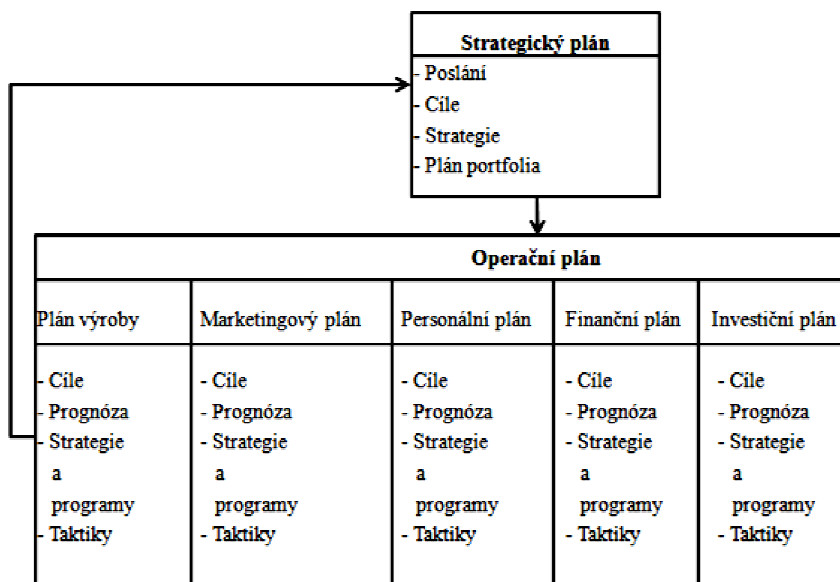 Strategický plán
- Poslání
- Cíle
- Strategie
- Plán portfolia
Operační plán
Plán výroby
- Cíle
- Prognóza
- Strategie
a
programy
- Taktiky
Marketingový plán
- Cíle
- Prognóza
- Strategie
a
programy
- Taktiky
Personální plán
- Cíle
- Prognóza
- Strategie
a
programy
- Taktiky
Finanční plán
- Cíle
- Prognóza
- Strategie
a
programy
- Taktiky
Investiční plán
- Cíle
- Prognóza
- Strategie
a
programy
- Taktiky